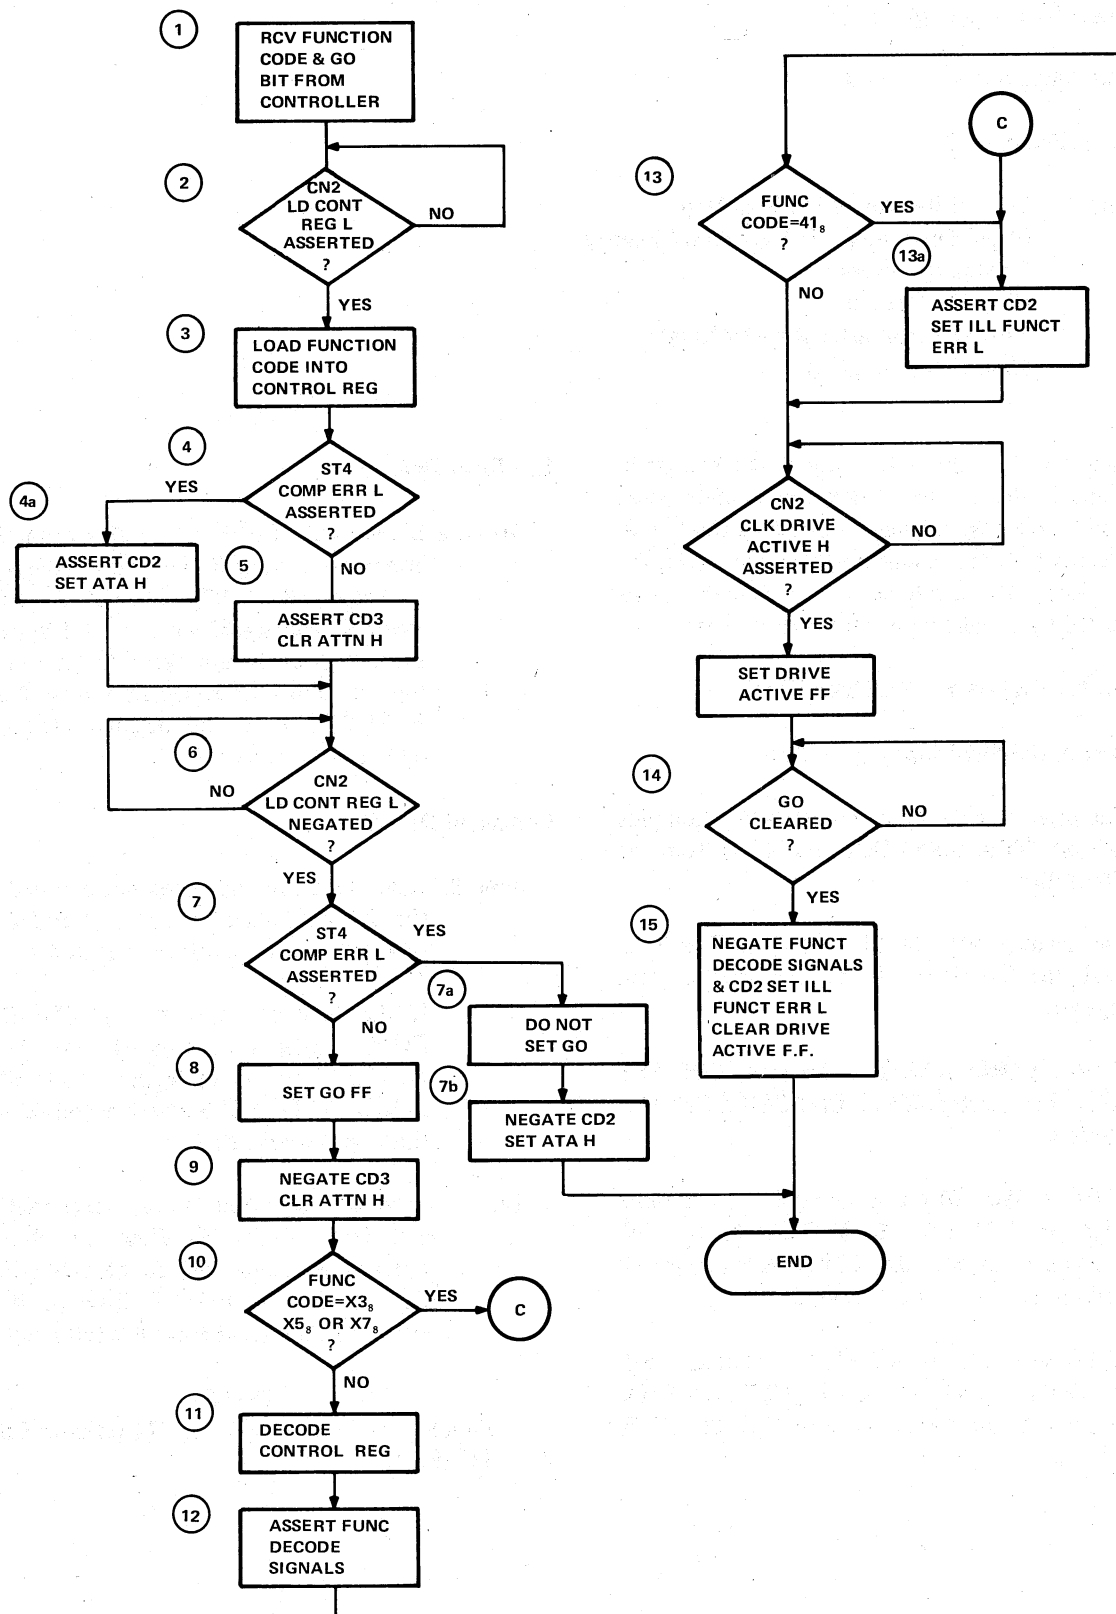 1
RCV FUNCTION
CODE & GO
BIT FROM
CONTROLLER
2
CN2
LD CONT
REG L
ASSERTED
?
NO
YES
3
LOAD FUNCTION
CODE INTO
CONTROL REG
4
ST4
COMP ERR L
ASSERTED
?
YES
4a
ASSERT CD2
SET ATA H
NO
5
ASSERT CD3
CLR ATTN H
6
CN2
LD CONT REG L
NEGATED
?
NO
YES
7
ST4
COMP ERR L
ASSERTED
?
YES
7a
DO NOT
SET GO
7b
NEGATE CD2
SET ATA H
NO
8
SET GO FF
9
NEGATE CD3
CLR ATTN H
10
FUNC
CODE=X3₈
X5₈ OR X7₈
?
YES
C
NO
11
DECODE
CONTROL REG
12
ASSERT FUNC
DECODE
SIGNALS
C
13
FUNC
CODE=41₈
?
YES
13a
ASSERT CD2
SET ILL FUNCT
ERR L
NO
CN2
CLK DRIVE
ACTIVE H
ASSERTED
?
NO
YES
SET DRIVE
ACTIVE FF
14
GO
CLEARED
?
NO
YES
15
NEGATE FUNCT
DECODE SIGNALS
& CD2 SET ILL
FUNCT ERR L
CLEAR DRIVE
ACTIVE F.F.
END